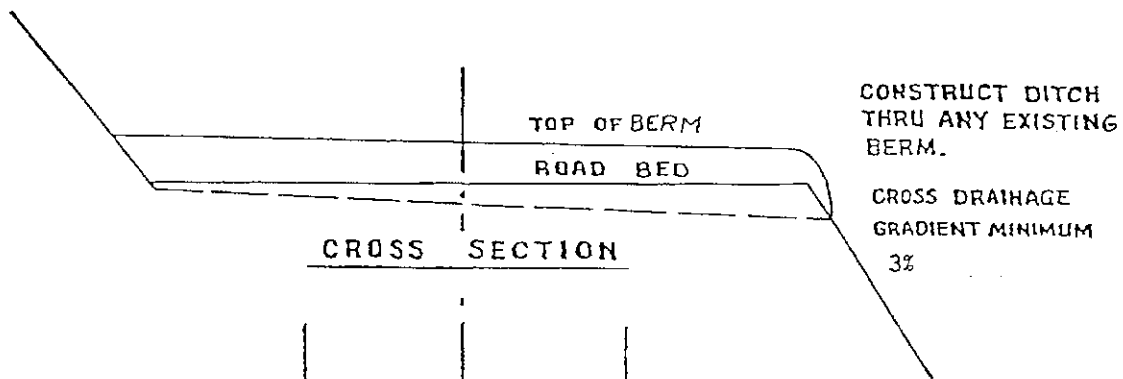 TOP OF BERM
ROAD BED
CROSS SECTION
CONSTRUCT DITCH
THRU ANY EXISTING
BERM.
CROSS DRAIHAGE
GRADIENT MINIMUM
3%